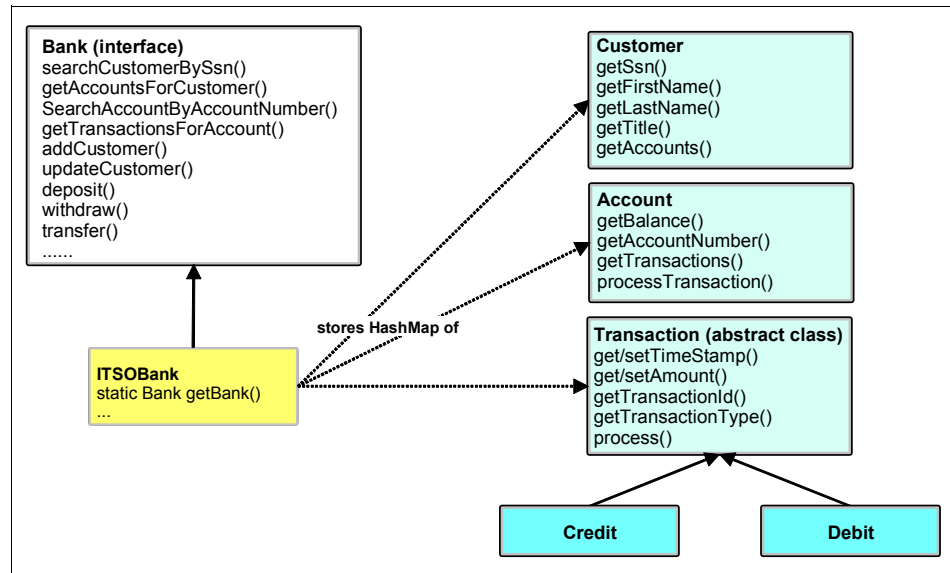 Bank (interface)
searchCustomerBySsn()
getAccountsForCustomer()
SearchAccountByAccountNumber()
getTransactionsForAccount()
addCustomer()
updateCustomer()
deposit()
withdraw()
transfer()
......
Customer
getSsn()
getFirstName()
getLastName()
getTitle()
getAccounts()
Account
getBalance()
getAccountNumber()
getTransactions()
processTransaction()
stores HashMap of
ITSOBank
static Bank getBank()
...
Transaction (abstract class)
get/setTimeStamp()
get/setAmount()
getTransactionId()
getTransactionType()
process()
Credit
Debit